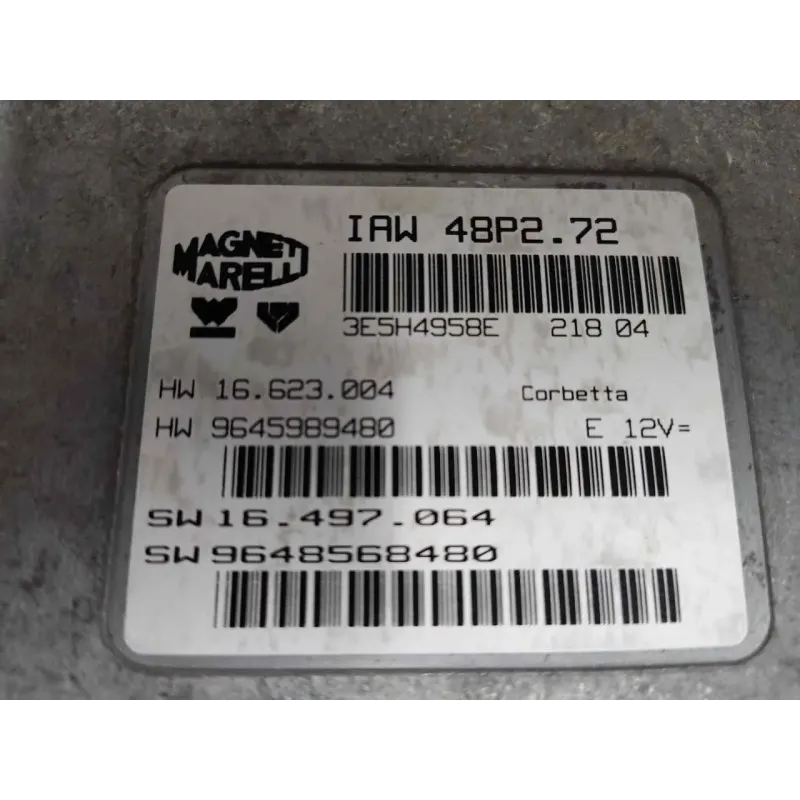 MAGNETI
MARELLI
IAW 48P2.72
3E5H4958E 218 04
HW 16.623.004 Corbetta
HW 9645989480 E 12V=
SW 16.497.064
SW 9648568480